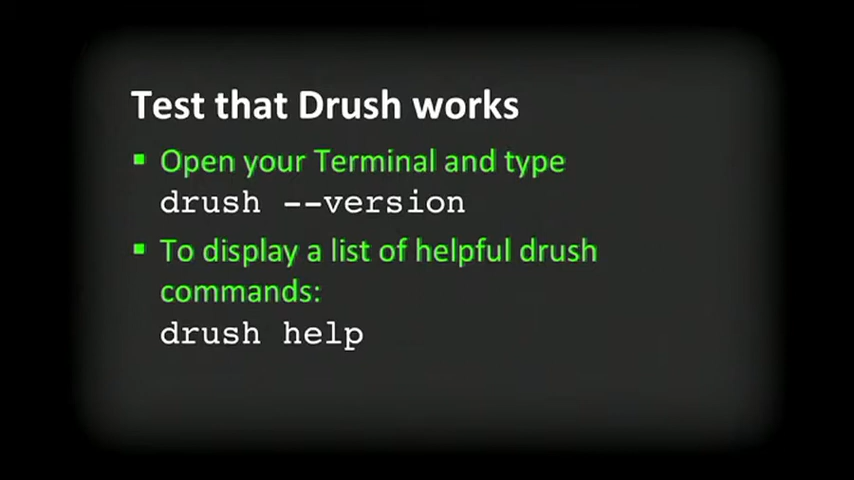 Test that Drush works
Open your Terminal and type
drush --version
To display a list of helpful drush
commands:
drush help